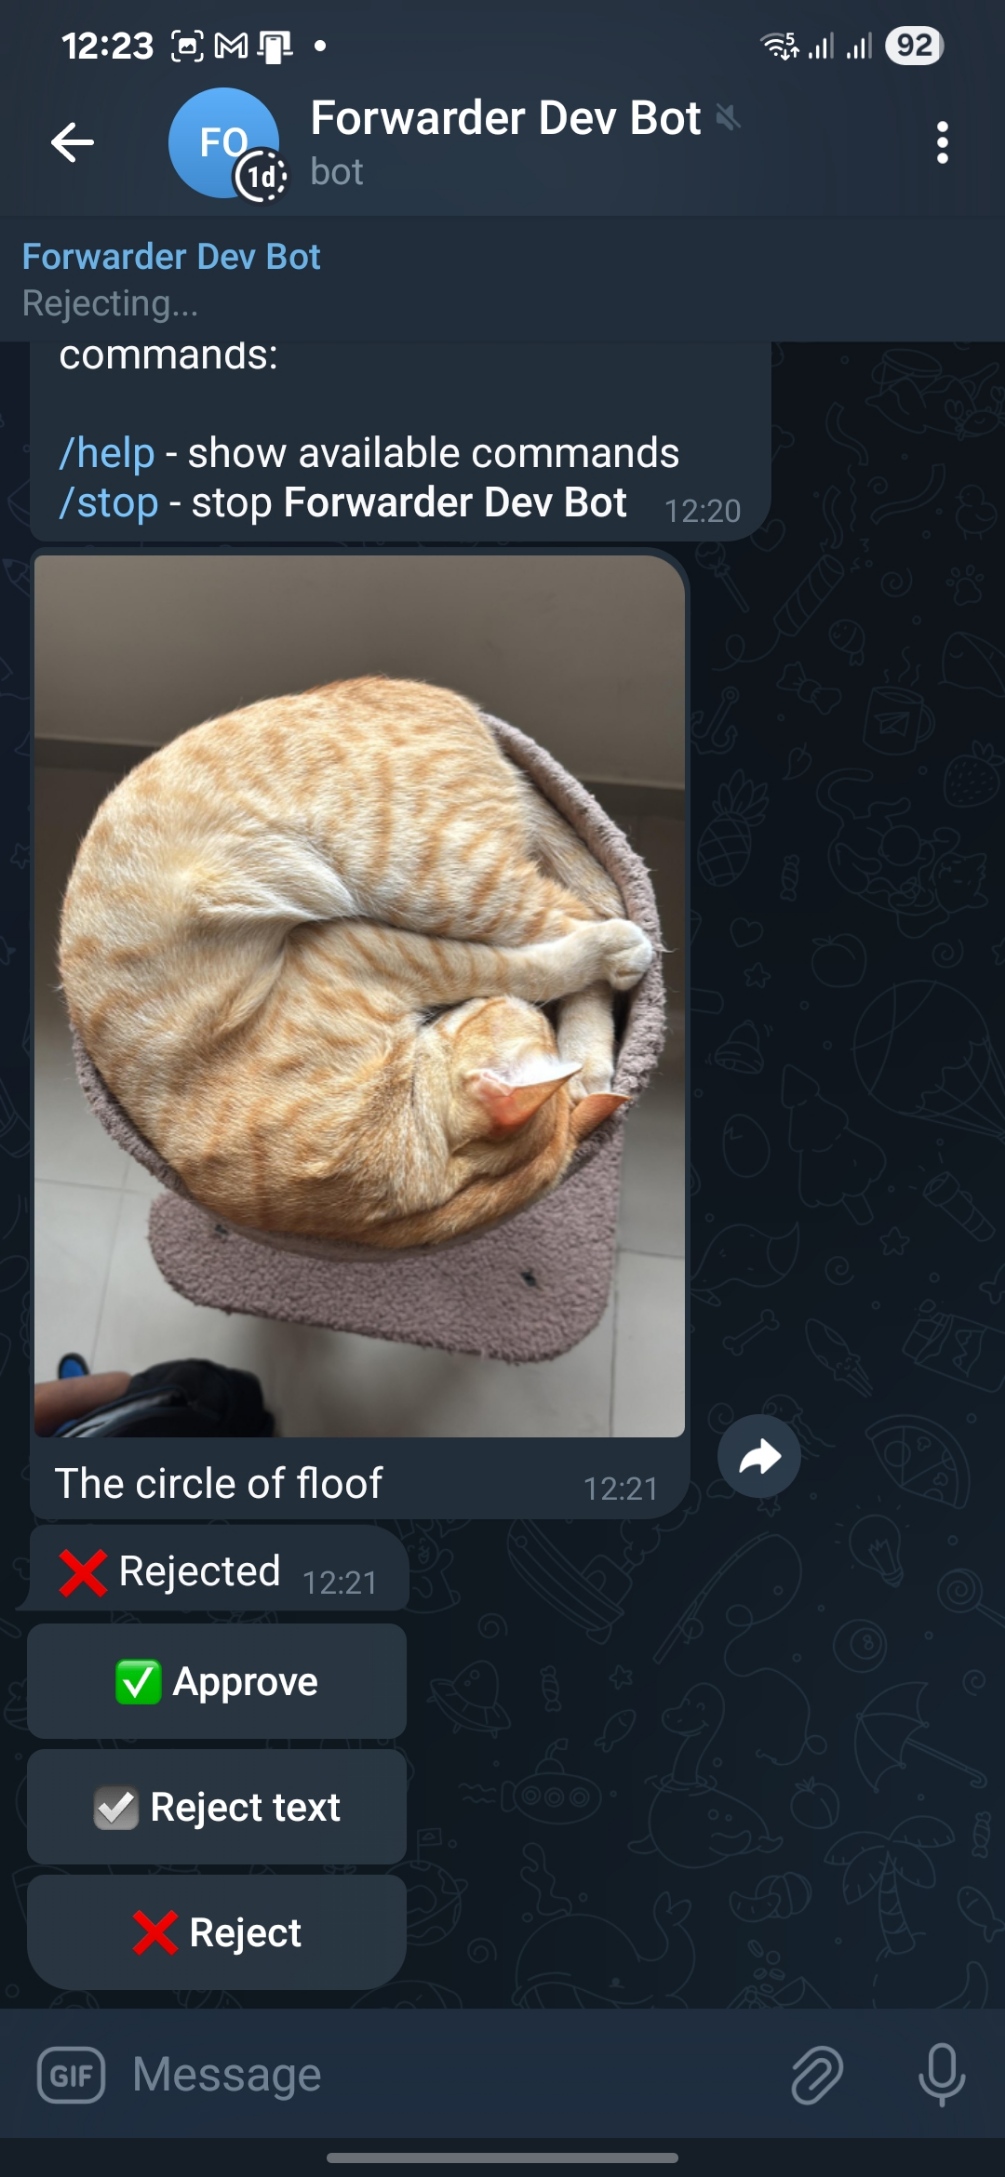 12:23
5
92
FO
1d
Forwarder Dev Bot
bot
Forwarder Dev Bot
Rejecting...
commands:
/help - show available commands
/stop - stop Forwarder Dev Bot 12:20
The circle of floof 12:21
❌ Rejected 12:21
✅ Approve
☑️ Reject text
❌ Reject
GIF Message